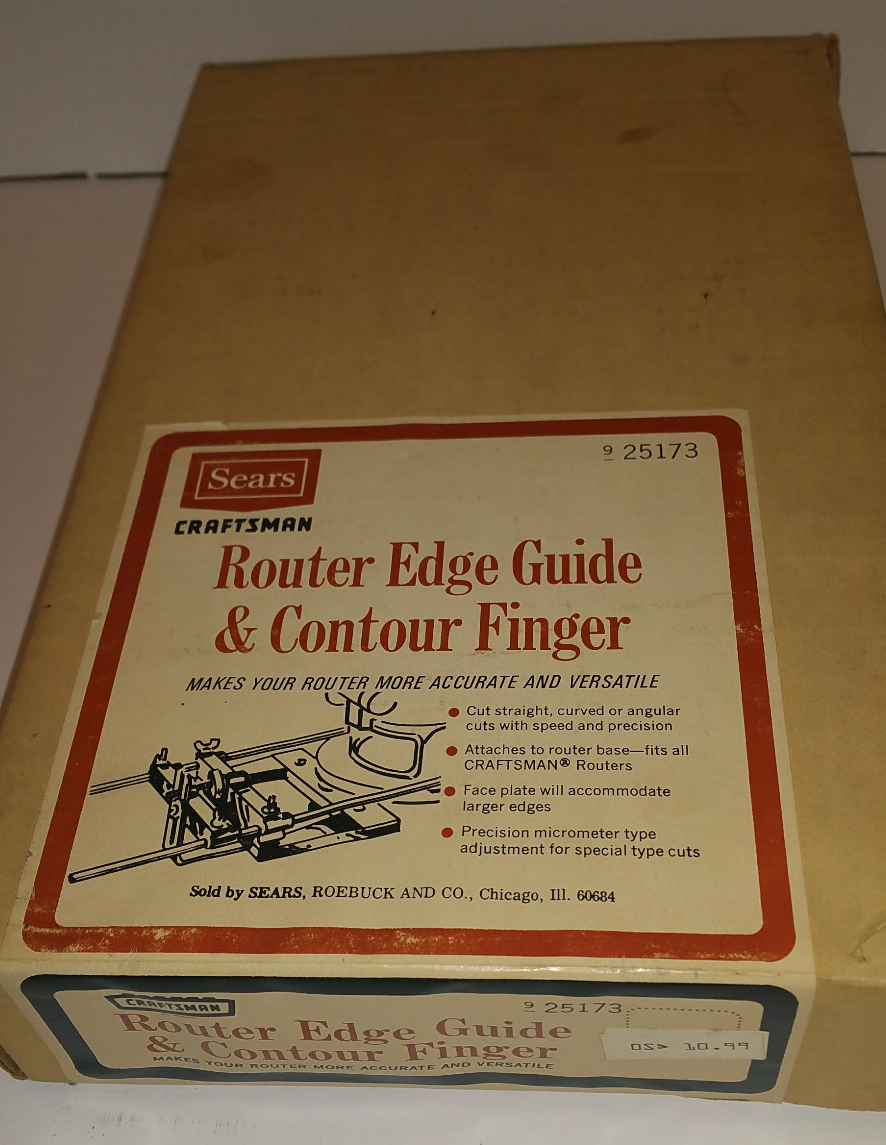 Sears
9 25173
CRAFTSMAN
Router Edge Guide
& Contour Finger
MAKES YOUR ROUTER MORE ACCURATE AND VERSATILE
● Cut straight, curved or angular
cuts with speed and precision
● Attaches to router base—fits all
CRAFTSMAN® Routers
● Face plate will accommodate
larger edges
● Precision micrometer type
adjustment for special type cuts
Sold by SEARS, ROEBUCK AND CO., Chicago, Ill. 60684
CRAFTSMAN
9 25173
Router Edge Guide
& Contour Finger
MAKES YOUR ROUTER MORE ACCURATE AND VERSATILE
OS> 10.99